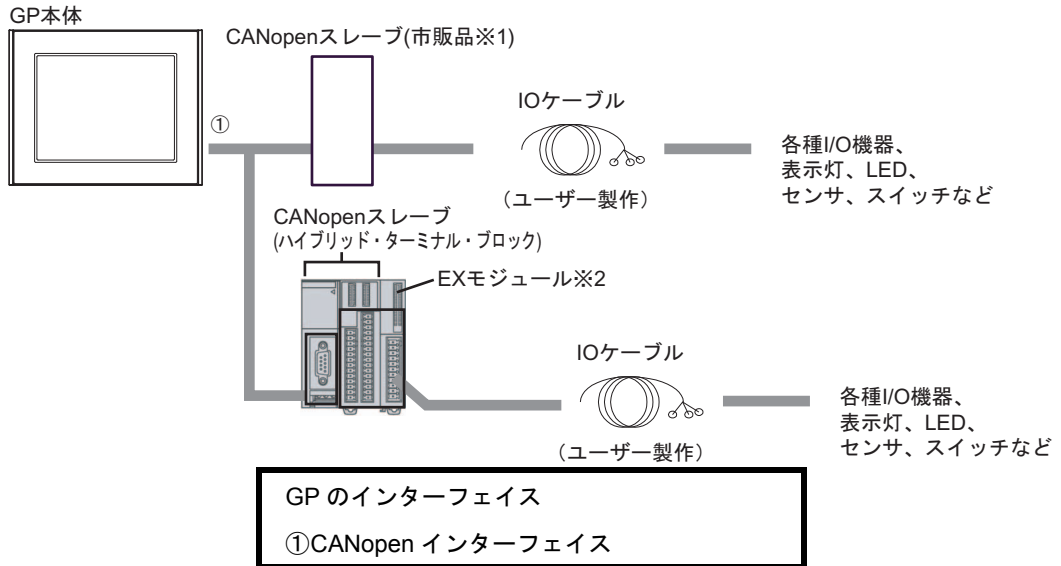 GP本体
CANopenスレーブ(市販品※1)
①
IOケーブル
(ユーザー製作)
各種I/O機器、
表示灯、LED、
センサ、スイッチなど
CANopenスレーブ
(ハイブリッド・ターミナル・ブロック)
EXモジュール※2
IOケーブル
(ユーザー製作)
各種I/O機器、
表示灯、LED、
センサ、スイッチなど
GP のインターフェイス
①CANopen インターフェイス